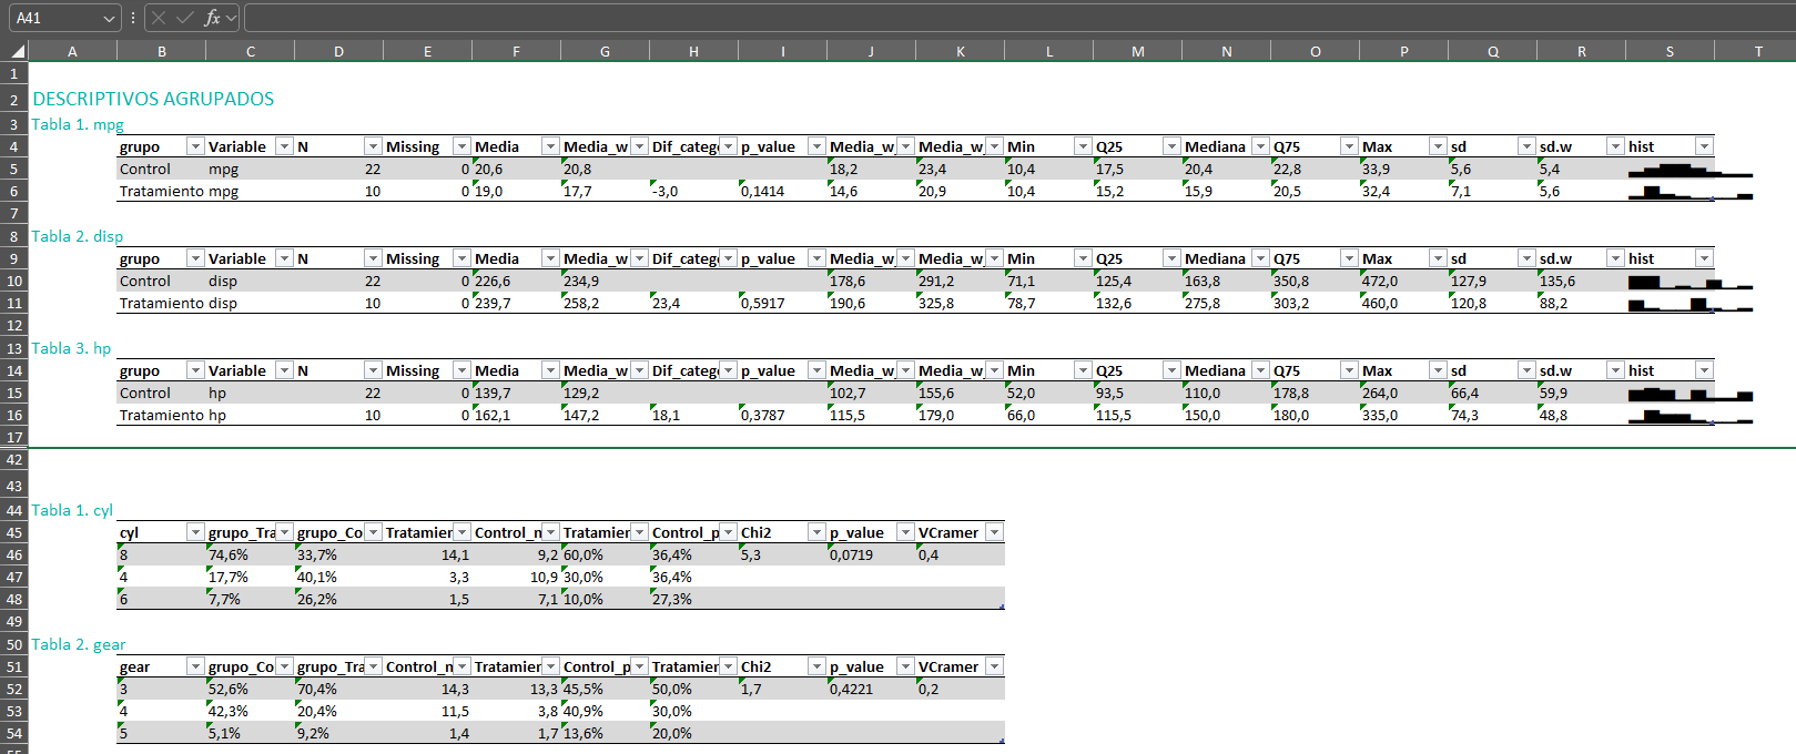 A41 fx
A B C D E F G H I J K L M N O P Q R S T
1
2 DESCRIPTIVOS AGRUPADOS
3 Tabla 1. mpg
4 grupo Variable N Missing Media Media_w Dif_catego p_value Media_w_ Media_w_ Min Q25 Mediana Q75 Max sd sd.w hist
5 Control mpg 22 0 20,6 20,8 18,2 23,4 10,4 17,5 20,4 22,8 33,9 5,6 5,4
6 Tratamiento mpg 10 0 19,0 17,7 -3,0 0,1414 14,6 20,9 10,4 15,2 15,9 20,5 32,4 7,1 5,6
7
8 Tabla 2. disp
9 grupo Variable N Missing Media Media_w Dif_catego p_value Media_w_ Media_w_ Min Q25 Mediana Q75 Max sd sd.w hist
10 Control disp 22 0 226,6 234,9 178,6 291,2 71,1 125,4 163,8 350,8 472,0 127,9 135,6
11 Tratamiento disp 10 0 239,7 258,2 23,4 0,5917 190,6 325,8 78,7 132,6 275,8 303,2 460,0 120,8 88,2
12
13 Tabla 3. hp
14 grupo Variable N Missing Media Media_w Dif_catego p_value Media_w_ Media_w_ Min Q25 Mediana Q75 Max sd sd.w hist
15 Control hp 22 0 139,7 129,2 102,7 155,6 52,0 93,5 110,0 178,8 264,0 66,4 59,9
16 Tratamiento hp 10 0 162,1 147,2 18,1 0,3787 115,5 179,0 66,0 115,5 150,0 180,0 335,0 74,3 48,8
17
42
43
44 Tabla 1. cyl
45 cyl grupo_Tra grupo_Co Tratamier Control_n Tratamier Control_p Chi2 p_value VCramer
46 8 74,6% 33,7% 14,1 9,2 60,0% 36,4% 5,3 0,0719 0,4
47 4 17,7% 40,1% 3,3 10,9 30,0% 36,4%
48 6 7,7% 26,2% 1,5 7,1 10,0% 27,3%
49
50 Tabla 2. gear
51 gear grupo_Co grupo_Tra Control_n Tratamier Control_p Tratamier Chi2 p_value VCramer
52 3 52,6% 70,4% 14,3 13,3 45,5% 50,0% 1,7 0,4221 0,2
53 4 42,3% 20,4% 11,5 3,8 40,9% 30,0%
54 5 5,1% 9,2% 1,4 1,7 13,6% 20,0%